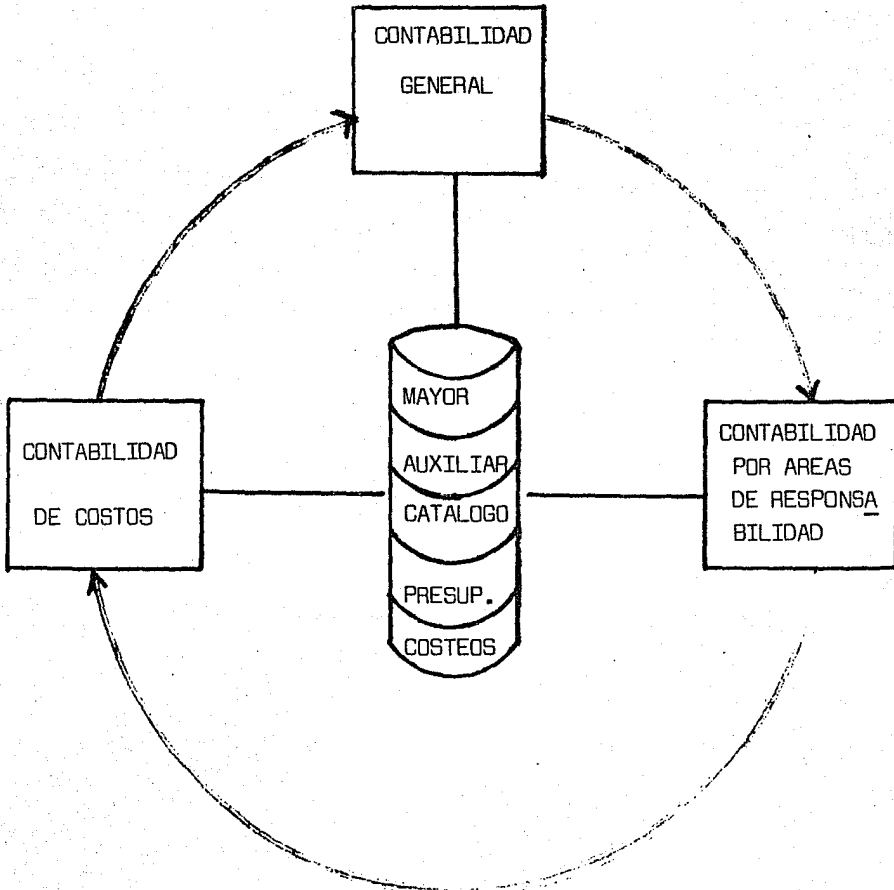 CONTABILIDAD
GENERAL
CONTABILIDAD
DE COSTOS
MAYOR
AUXILIAR
CATALOGO
PRESUP.
COSTEOS
CONTABILIDAD
POR AREAS
DE RESPONSA
BILIDAD